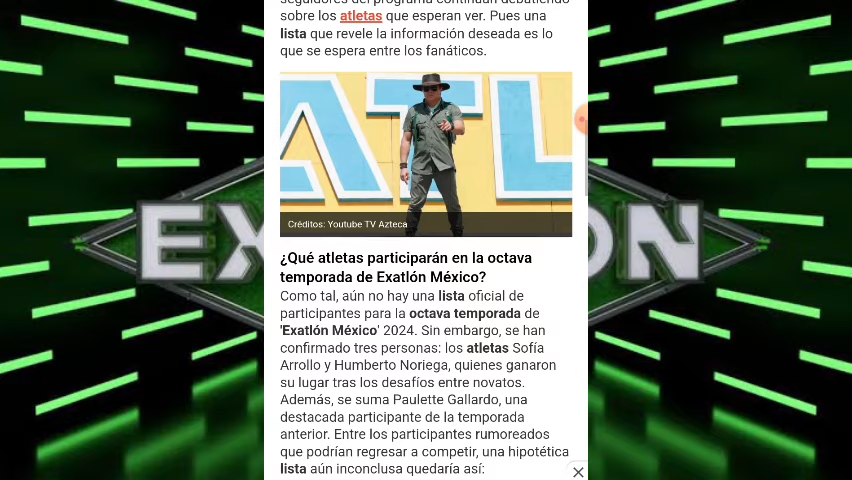 seguidores del programa continúan debatiendo
sobre los atletas que esperan ver. Pues una
lista que revele la información deseada es lo
que se espera entre los fanáticos.
ATL
Créditos: Youtube TV Azteca
EX
ON
¿Qué atletas participarán en la octava
temporada de Exatlón México?
Como tal, aún no hay una lista oficial de
participantes para la octava temporada de
'Exatlón México' 2024. Sin embargo, se han
confirmado tres personas: los atletas Sofía
Arrollo y Humberto Noriega, quienes ganaron
su lugar tras los desafíos entre novatos.
Además, se suma Paulette Gallardo, una
destacada participante de la temporada
anterior. Entre los participantes rumoreados
que podrían regresar a competir, una hipotética
lista aún inconclusa quedaría así: